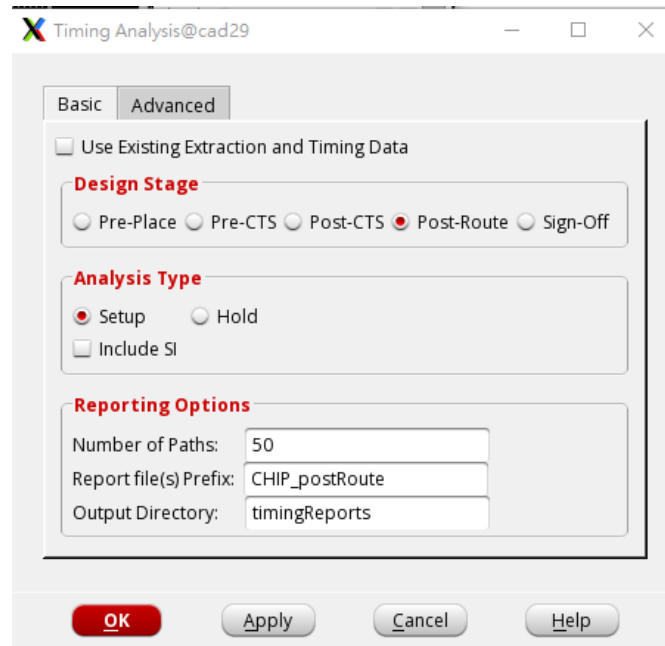 Timing Analysis@cad29
Basic Advanced
Use Existing Extraction and Timing Data
Design Stage
Pre-Place Pre-CTS Post-CTS Post-Route Sign-Off
Analysis Type
Setup Hold
Include SI
Reporting Options
Number of Paths: 50
Report file(s) Prefix: CHIP_postRoute
Output Directory: timingReports
OK Apply Cancel Help